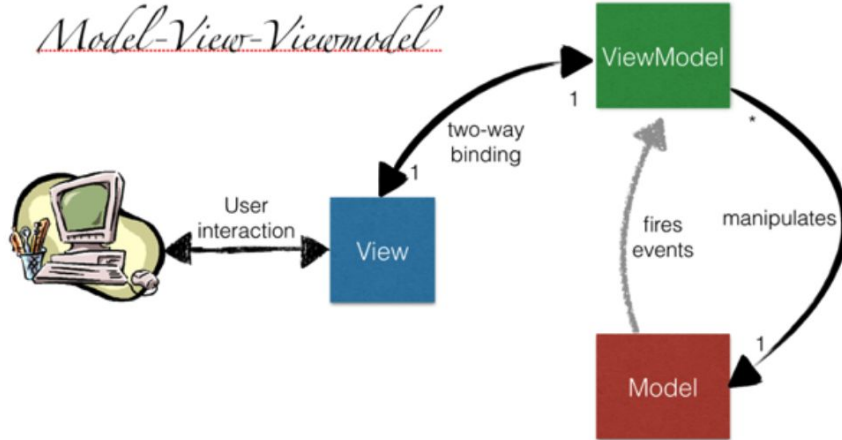 Model-View-Viewmodel
ViewModel
1
*
two-way
binding
1
User
interaction
View
fires
events
manipulates
1
Model